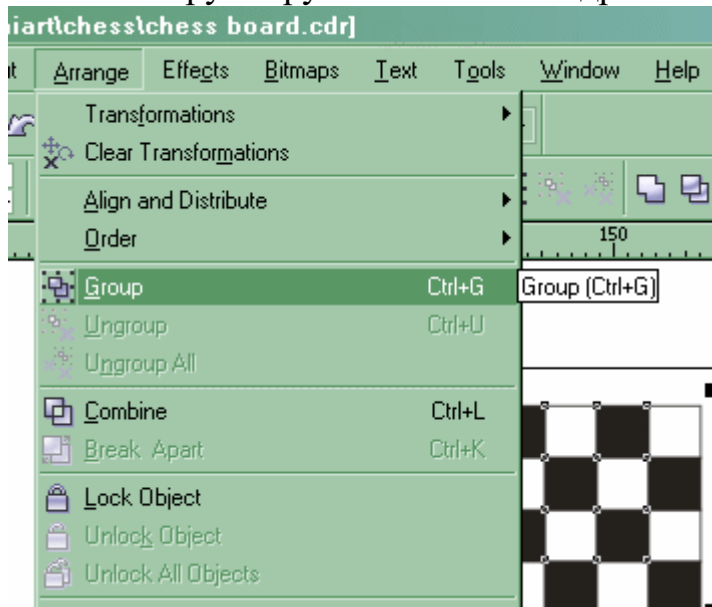 iart\chess\chess board.cdr]
Arrange Effects Bitmaps Text Tools Window Help
Transformations
Clear Transformations
Align and Distribute
Order
150
Group Ctrl+G
Group (Ctrl+G)
Ungroup Ctrl+U
Ungroup All
Combine Ctrl+L
Break Apart Ctrl+K
Lock Object
Unlock Object
Unlock All Objects